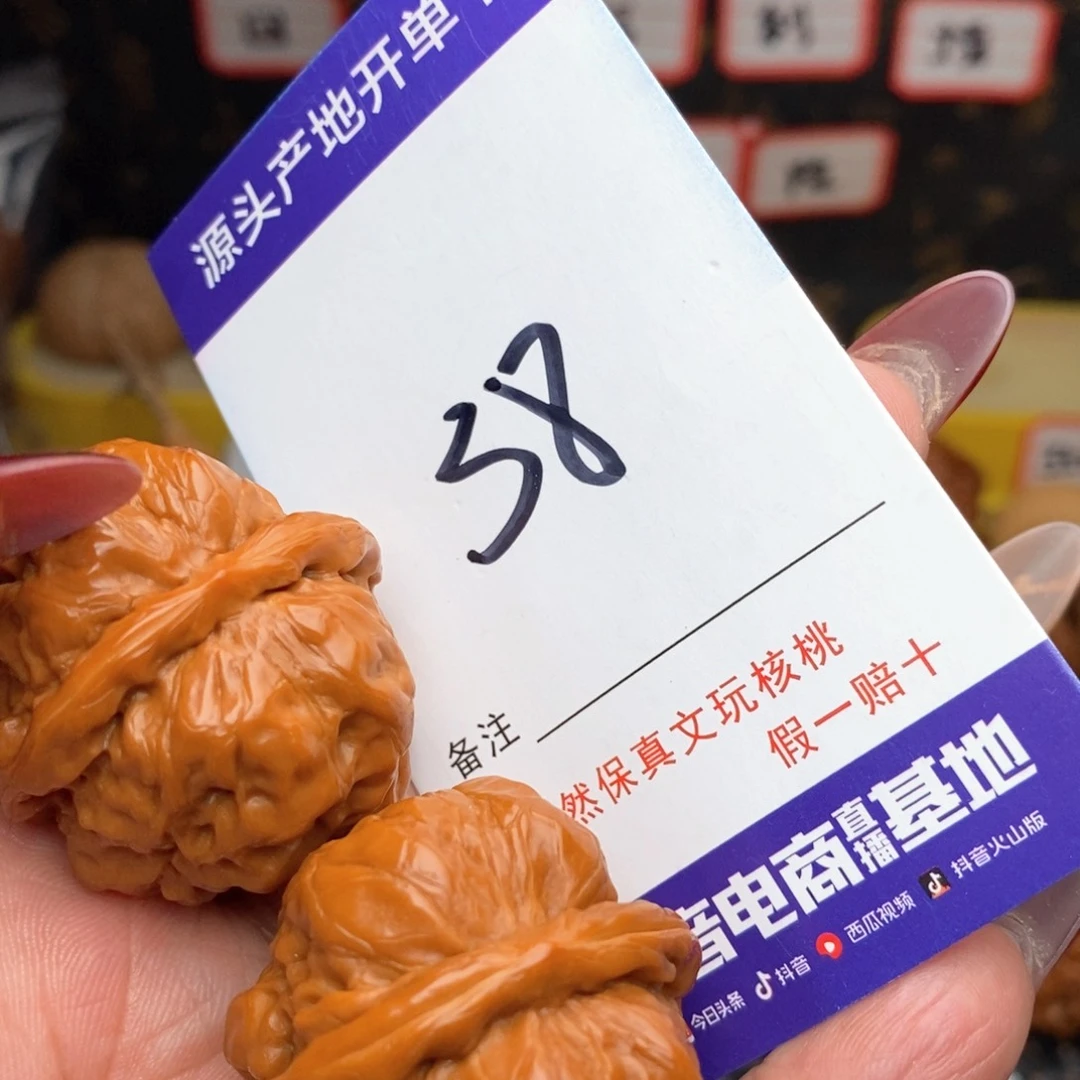 源头产地开单
38
备注
然保真文玩核桃
假一赔十
音电商直播基地
今日头条 抖音 西瓜视频 抖音火山版